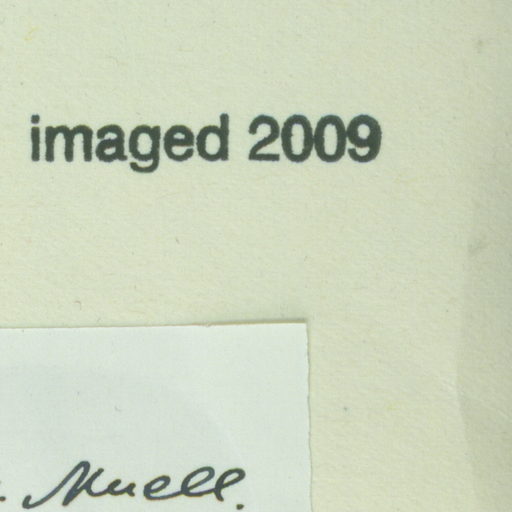 imaged 2009
. Muell.